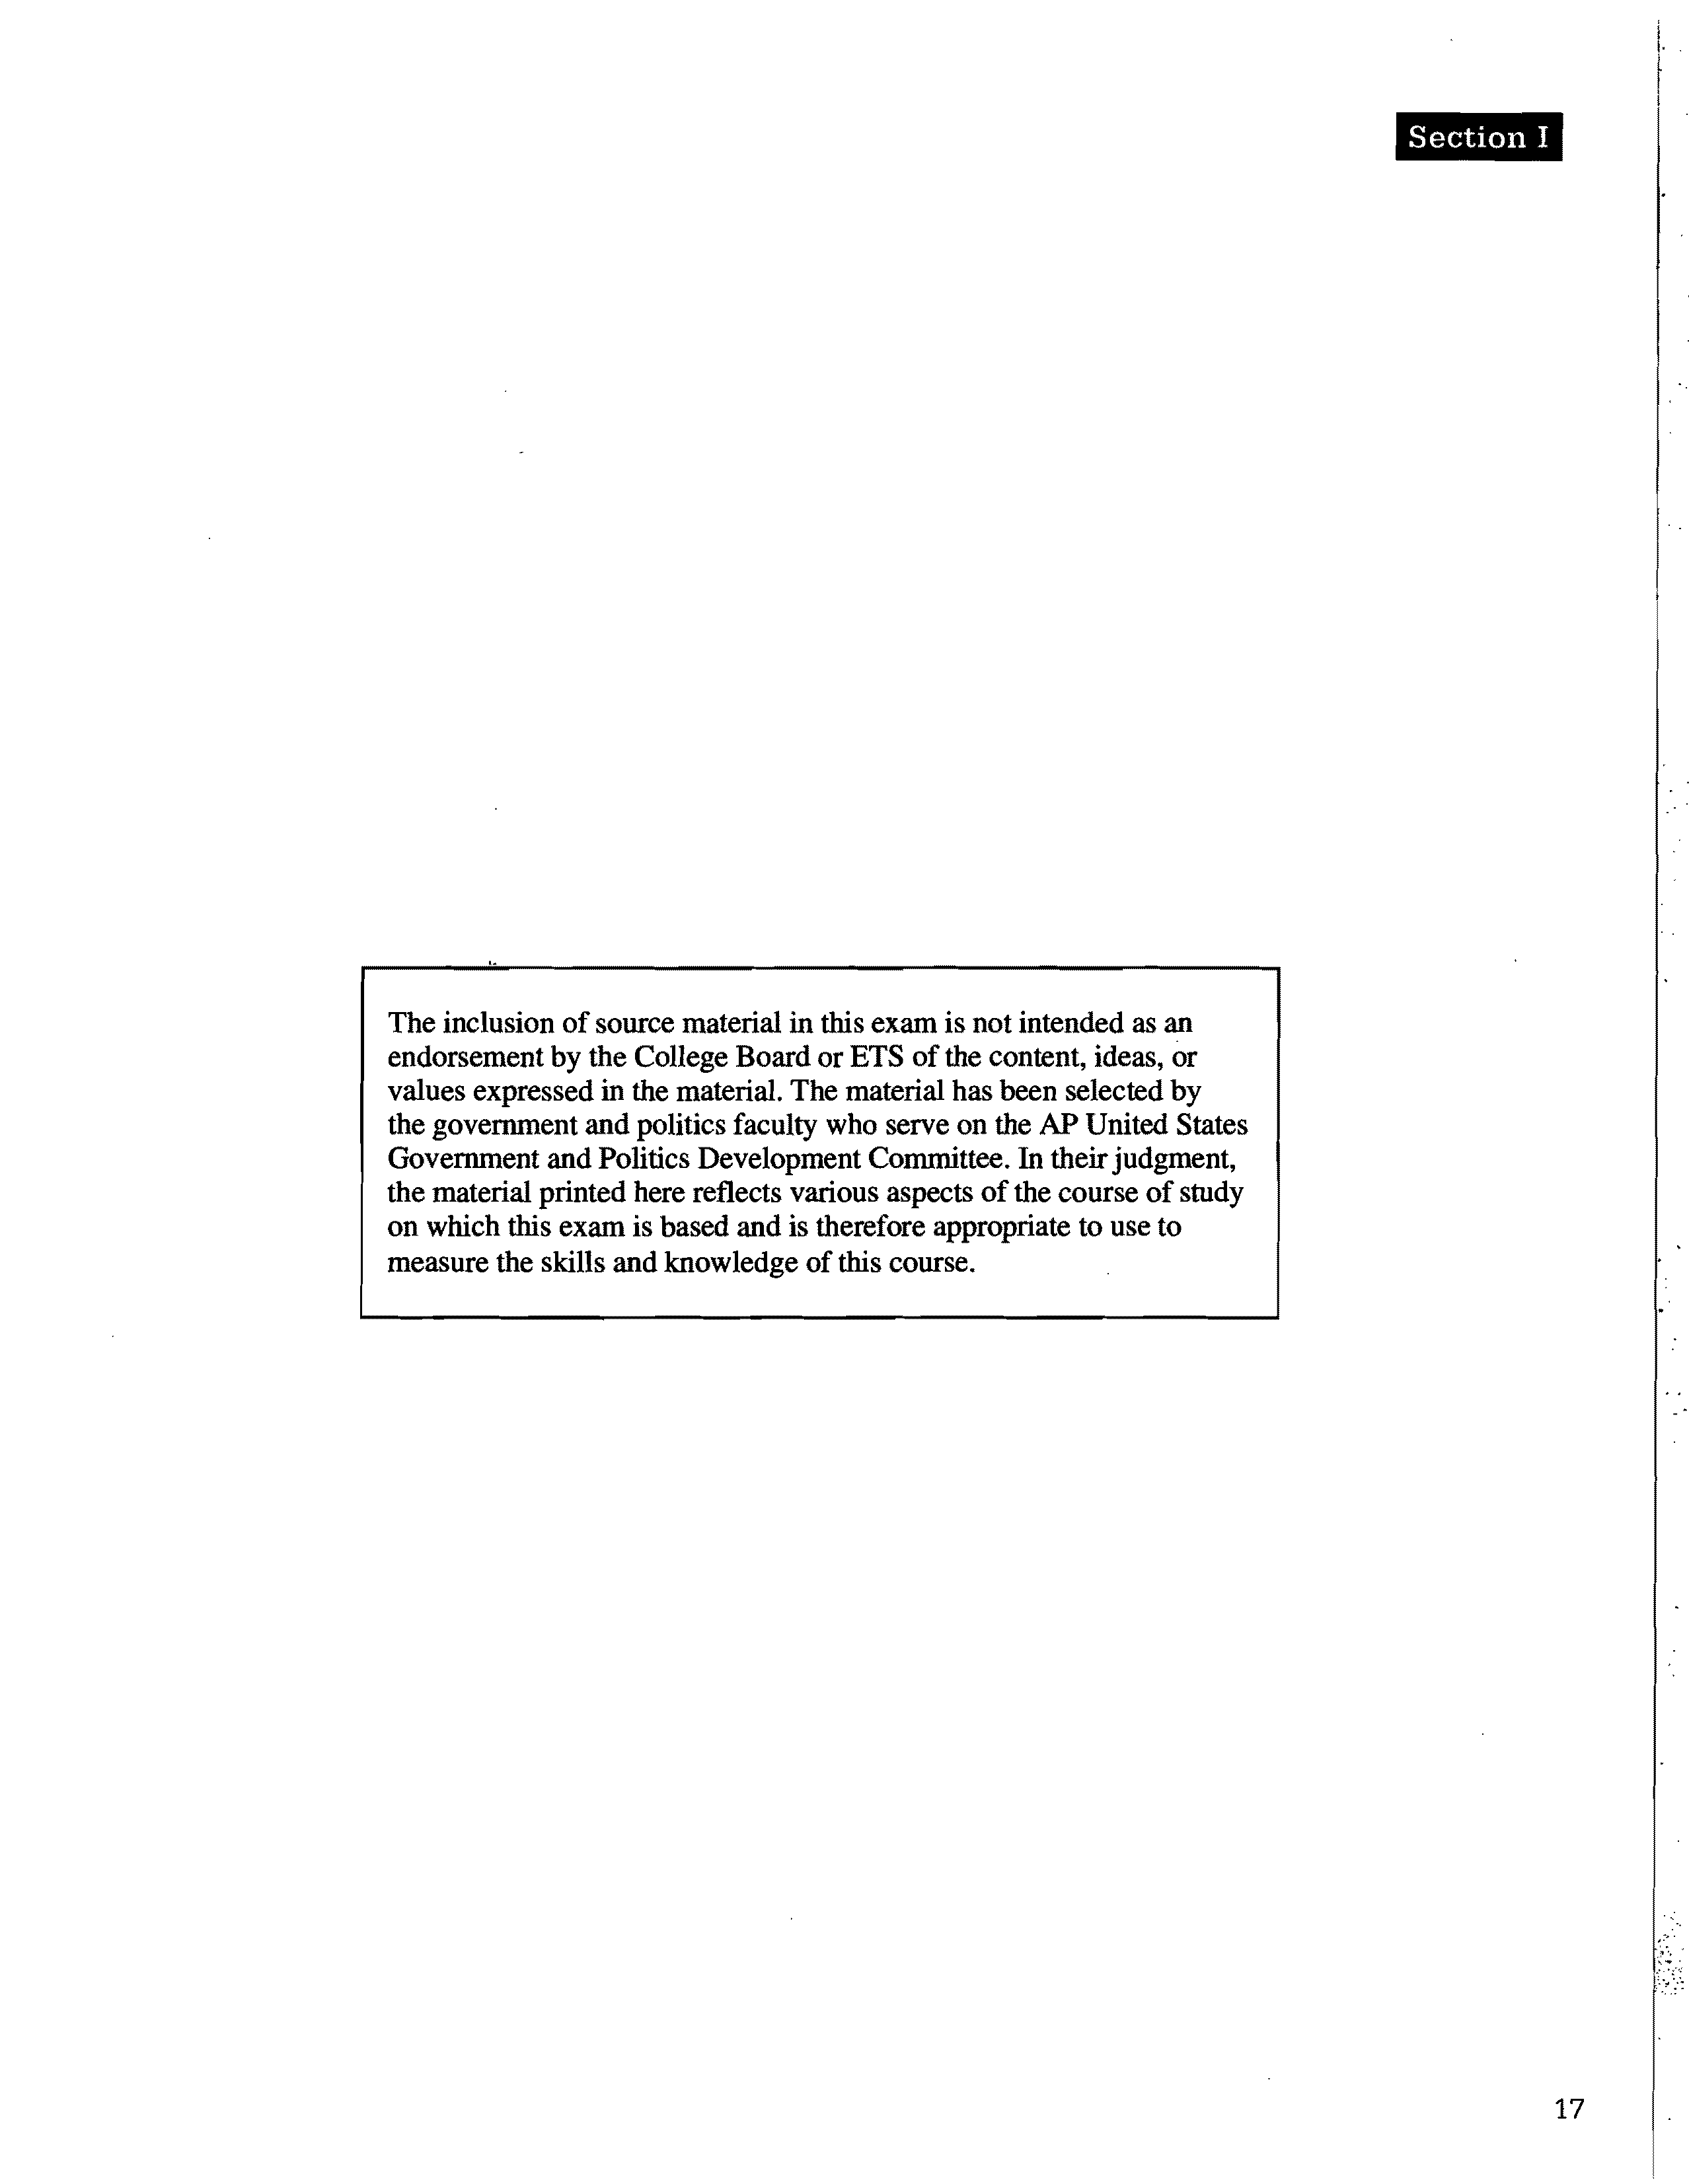 Section I
The inclusion of source material in this exam is not intended as an
endorsement by the College Board or ETS of the content, ideas, or
values expressed in the material. The material has been selected by
the government and politics faculty who serve on the AP United States
Government and Politics Development Committee. In their judgment,
the material printed here reflects various aspects of the course of study
on which this exam is based and is therefore appropriate to use to
measure the skills and knowledge of this course.
17